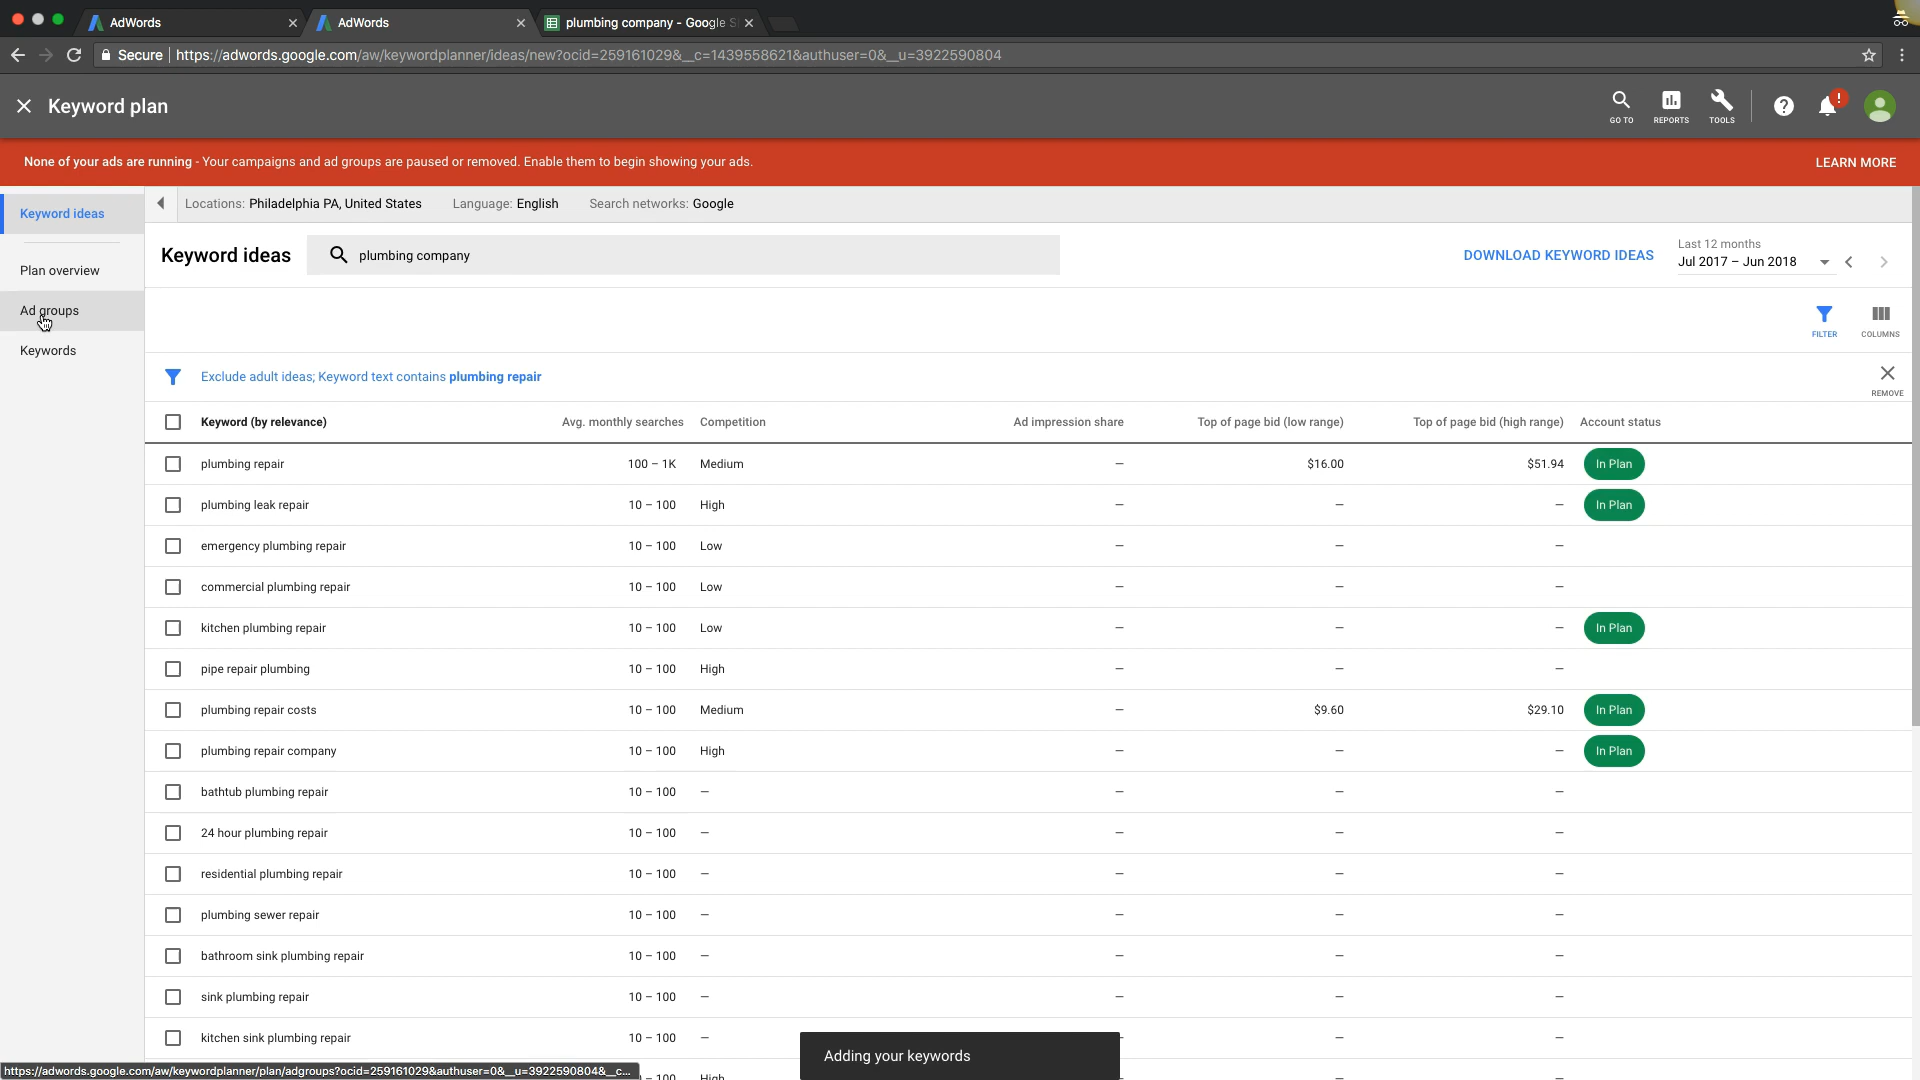 AdWords
AdWords
plumbing company - Google S
Secure
https://adwords.google.com/aw/keywordplanner/ideas/new?ocid=259161029&__c=1439558621&authuser=0&__u=3922590804
Keyword plan
GO TO
REPORTS
TOOLS
?
!
None of your ads are running - Your campaigns and ad groups are paused or removed. Enable them to begin showing your ads.
LEARN MORE
Keyword ideas
Plan overview
Ad groups
Keywords
Locations: Philadelphia PA, United States
Language: English
Search networks: Google
Keyword ideas
plumbing company
DOWNLOAD KEYWORD IDEAS
Last 12 months
Jul 2017 – Jun 2018
FILTER
COLUMNS
Exclude adult ideas; Keyword text contains plumbing repair
REMOVE
Keyword (by relevance) Avg. monthly searches Competition Ad impression share Top of page bid (low range) Top of page bid (high range) Account status
plumbing repair 100 – 1K Medium – $16.00 $51.94 In Plan
plumbing leak repair 10 – 100 High – – – In Plan
emergency plumbing repair 10 – 100 Low – – –
commercial plumbing repair 10 – 100 Low – – –
kitchen plumbing repair 10 – 100 Low – – – In Plan
pipe repair plumbing 10 – 100 High – – –
plumbing repair costs 10 – 100 Medium – $9.60 $29.10 In Plan
plumbing repair company 10 – 100 High – – – In Plan
bathtub plumbing repair 10 – 100 – – – –
24 hour plumbing repair 10 – 100 – – – –
residential plumbing repair 10 – 100 – – – –
plumbing sewer repair 10 – 100 – – – –
bathroom sink plumbing repair 10 – 100 – – – –
sink plumbing repair 10 – 100 – – – –
kitchen sink plumbing repair 10 – 100 – – – –
Adding your keywords
https://adwords.google.com/aw/keywordplanner/plan/adgroups?ocid=259161029&authuser=0&__u=3922590804&__c...
– 100 High – –